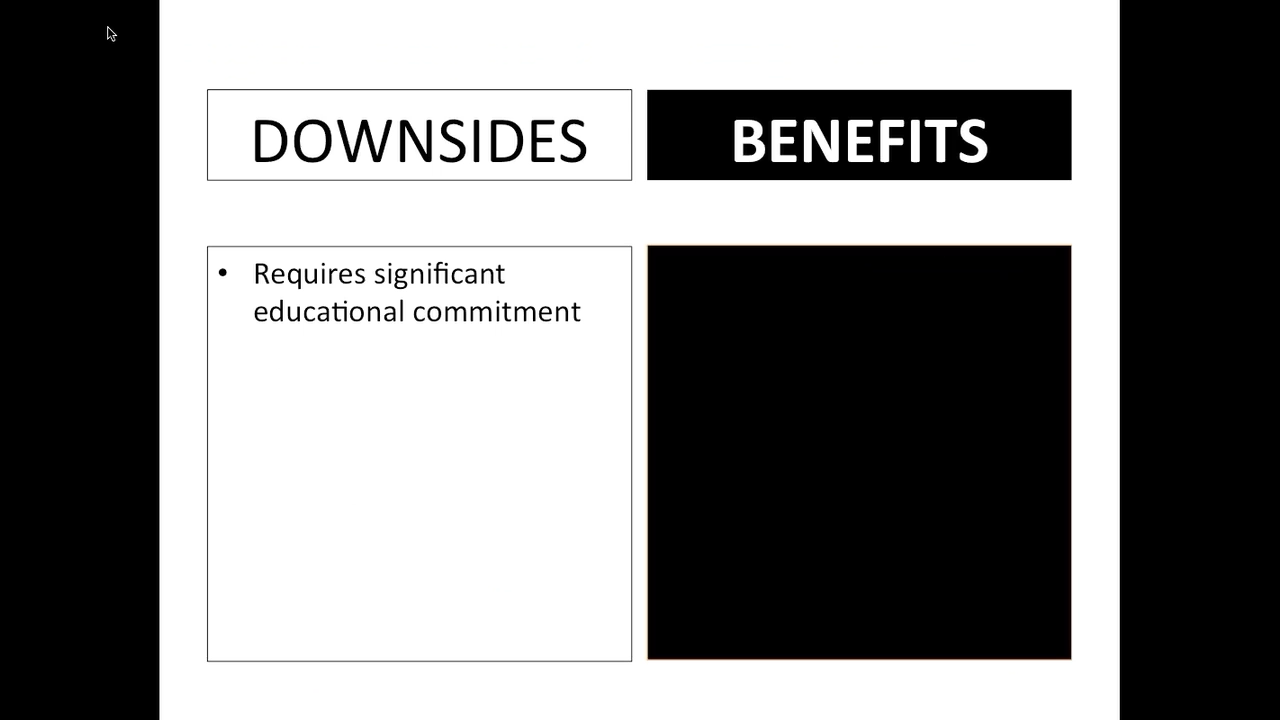 DOWNSIDES
BENEFITS
• Requires significant
educational commitment